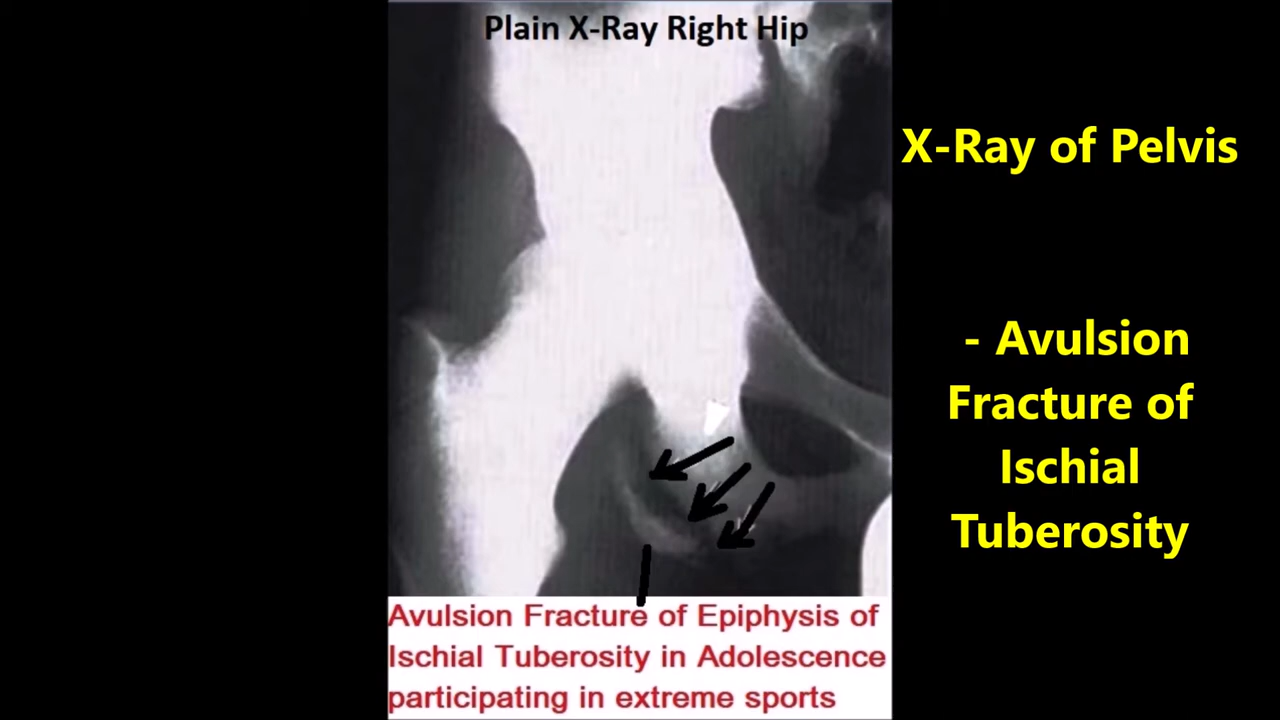 Plain X-Ray Right Hip
X-Ray of Pelvis
- Avulsion
Fracture of
Ischial
Tuberosity
Avulsion Fracture of Epiphysis of
Ischial Tuberosity in Adolescence
participating in extreme sports